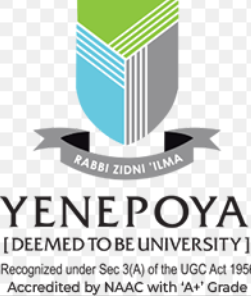 RABBI ZIDNI 'ILMA
YENEPOYA
[DEEMED TO BE UNIVERSITY]
Recognized under Sec 3(A) of the UGC Act 1956
Accredited by NAAC with 'A+' Grade